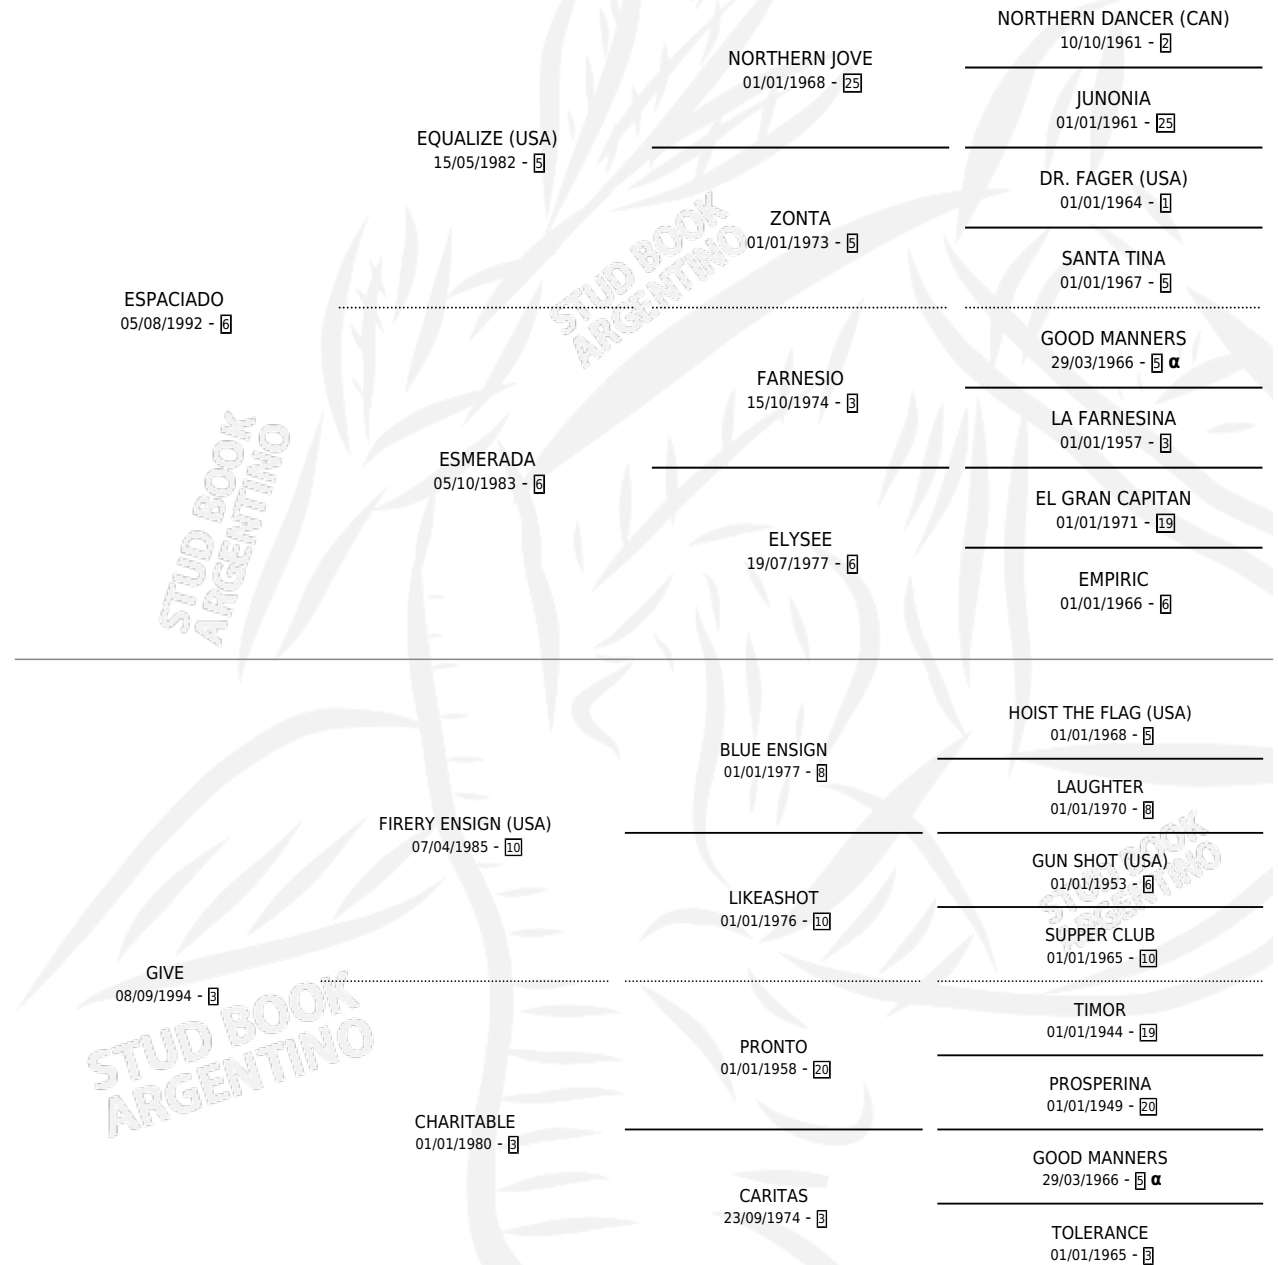 NORTHERN DANCER (CAN)
10/10/1961 - 2
NORTHERN JOVE
01/01/1968 - 25
JUNONIA
01/01/1961 - 25
EQUALIZE (USA)
15/05/1982 - 5
DR. FAGER (USA)
01/01/1964 - 1
ZONTA
01/01/1973 - 5
SANTA TINA
01/01/1967 - 5
STUD BOOK
ARGENTINO
ESPACIADO
05/08/1992 - 6
GOOD MANNERS
29/03/1966 - 5 α
FARNESIO
15/10/1974 - 3
LA FARNESINA
01/01/1957 - 3
ESMERADA
05/10/1983 - 6
EL GRAN CAPITAN
01/01/1971 - 19
ELYSEE
19/07/1977 - 6
EMPIRIC
01/01/1966 - 6
STUD BOOK
ARGENTINO
HOIST THE FLAG (USA)
01/01/1968 - 5
BLUE ENSIGN
01/01/1977 - 8
LAUGHTER
01/01/1970 - 8
FIRERY ENSIGN (USA)
07/04/1985 - 10
GUN SHOT (USA)
01/01/1953 - 6
LIKEASHOT
01/01/1976 - 10
SUPPER CLUB
01/01/1965 - 10
STUD BOOK
ARGENTINO
GIVE
08/09/1994 - 3
TIMOR
01/01/1944 - 19
PRONTO
01/01/1958 - 20
PROSPERINA
01/01/1949 - 20
STUD BOOK
ARGENTINO
CHARITABLE
01/01/1980 - 3
GOOD MANNERS
29/03/1966 - 5 α
CARITAS
23/09/1974 - 3
TOLERANCE
01/01/1965 - 3